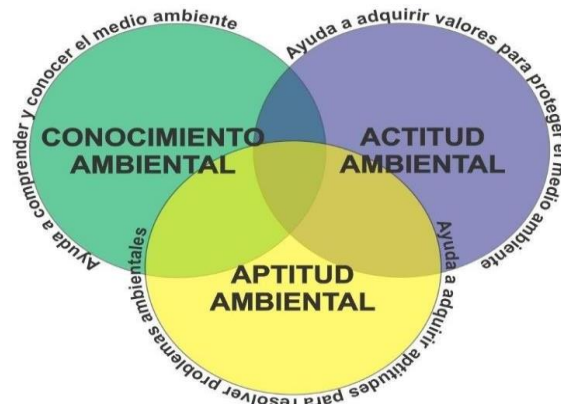 Ayuda a comprender y conocer el medio ambiente
CONOCIMIENTO
AMBIENTAL
Ayuda a adquirir valores para proteger el medio ambiente
ACTITUD
AMBIENTAL
APTITUD
AMBIENTAL
Ayuda a adquirir aptitudes para resolver problemas ambientales